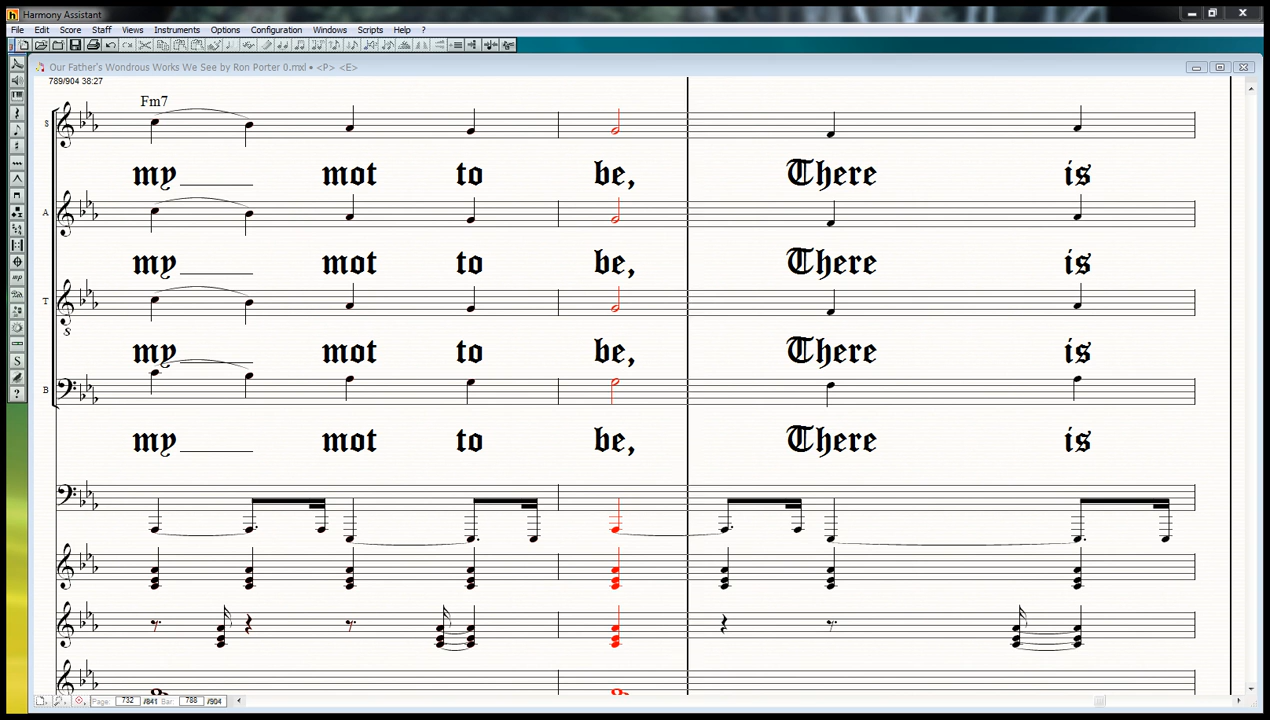 Harmony Assistant
File Edit Score Staff Views Instruments Options Configuration Windows Scripts Help ?
Our Father's Wondrous Works We See by Ron Porter 0.mxl • <P> <E>
789/904 38:27
Fm7
S
my mot to be, There is
A
my mot to be, There is
T
8
my mot to be, There is
B
my mot to be, There is
Page: 732 /841 Bar: 788 /904